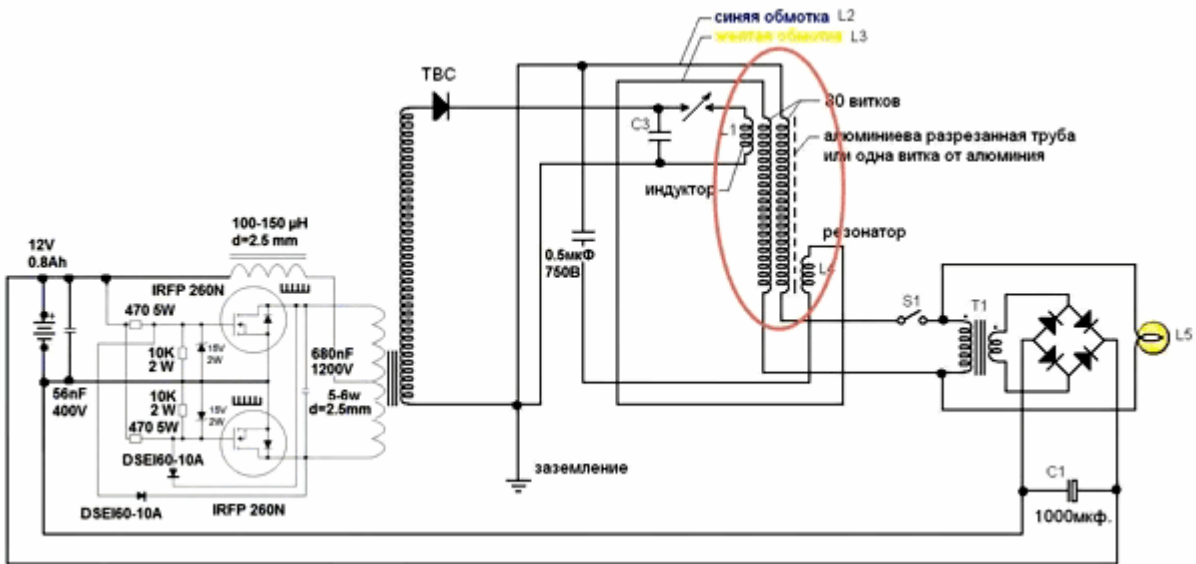 синяя обмотка L2
желтая обмотка L3
ТВС
80 витков
C3
L1
алюминиева разрезанная труба
или одна витка от алюминия
индуктор
100-150 µH
d=2.5 mm
резонатор
12V
0.8Ah
0.5мкФ
750В
L4
IRFP 260N
S1
T1
470 5W
L5
10K
2 W
15V
2W
680nF
1200V
56nF
400V
10K
2 W
15V
2W
5-6w
d=2.5mm
470 5W
DSEI60-10A
заземление
C1
DSEI60-10A
IRFP 260N
1000мкф.